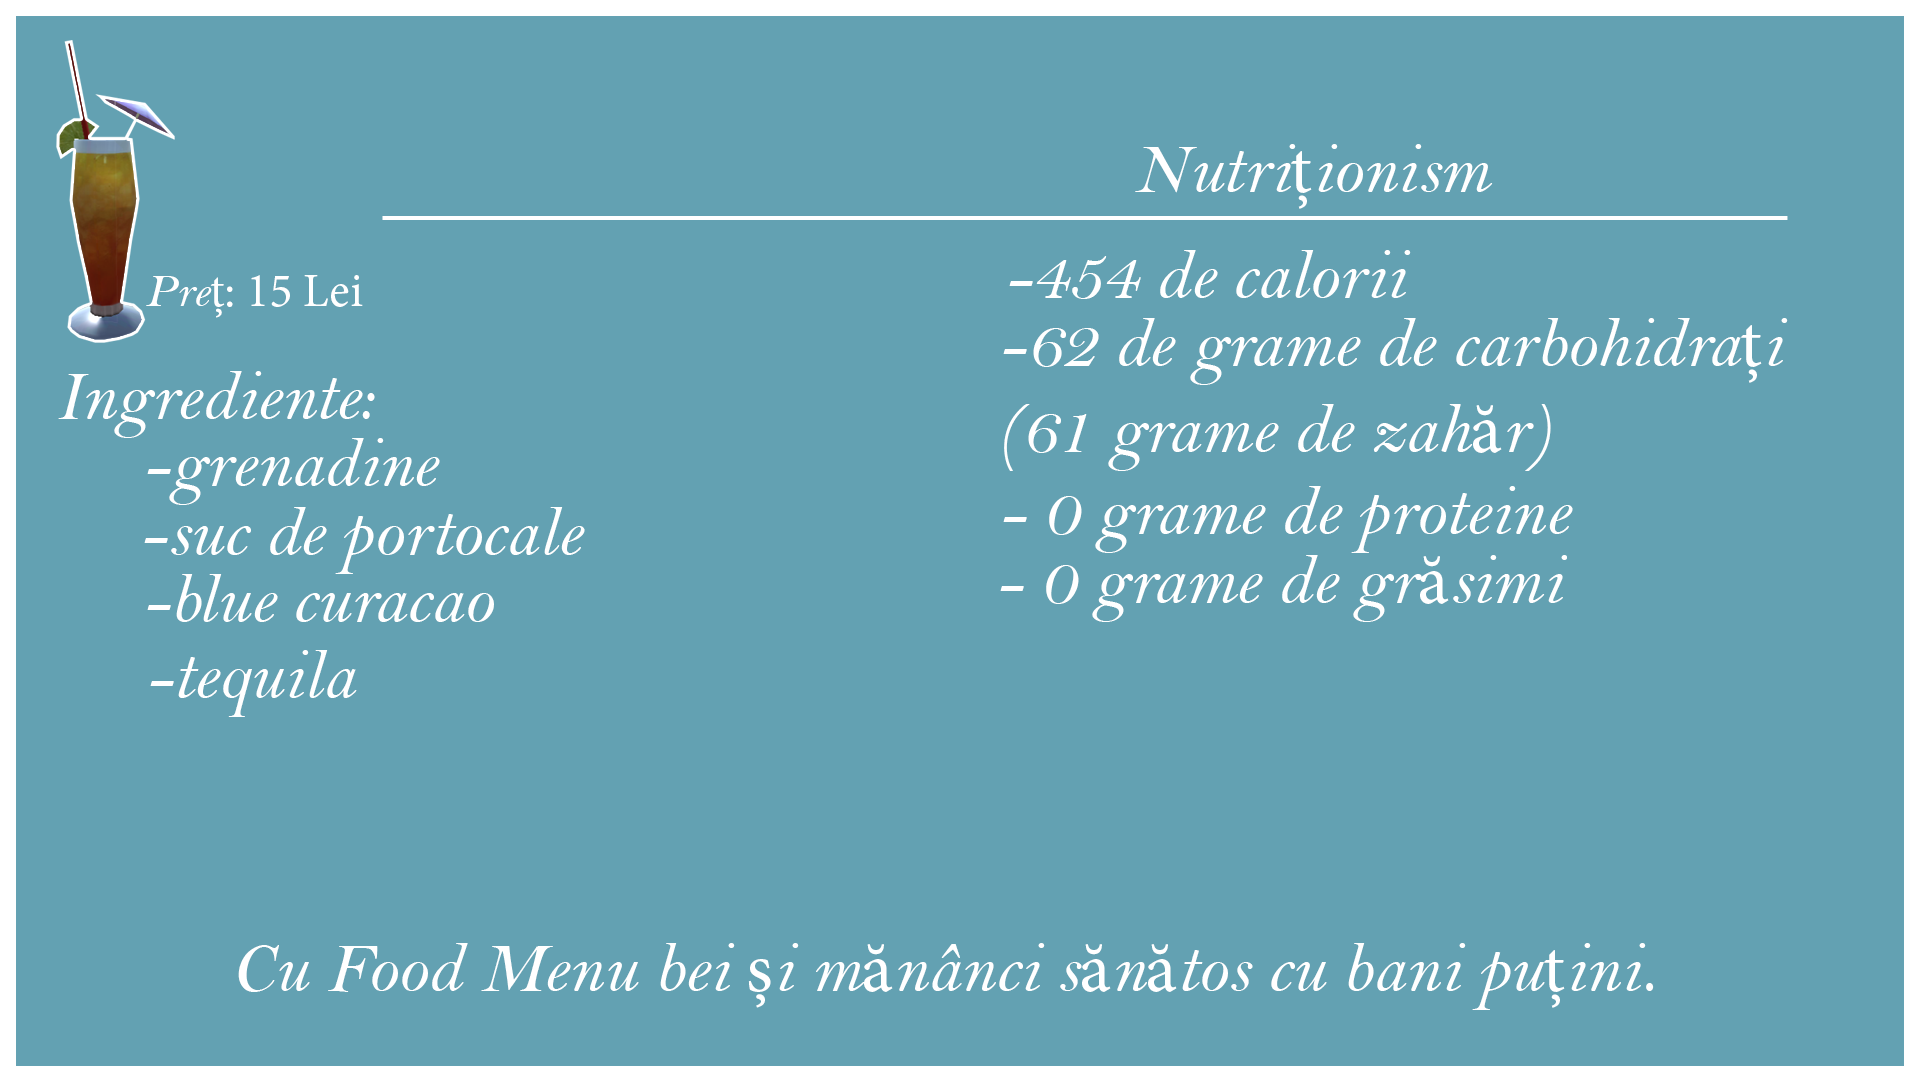 Preț: 15 Lei
Ingrediente:
-grenadine
-suc de portocale
-blue curacao
-tequila
Nutriționism
-454 de calorii
-62 de grame de carbohidrați
(61 grame de zahăr)
- 0 grame de proteine
- 0 grame de grăsimi
Cu Food Menu bei și mănânci sănătos cu bani puțini.